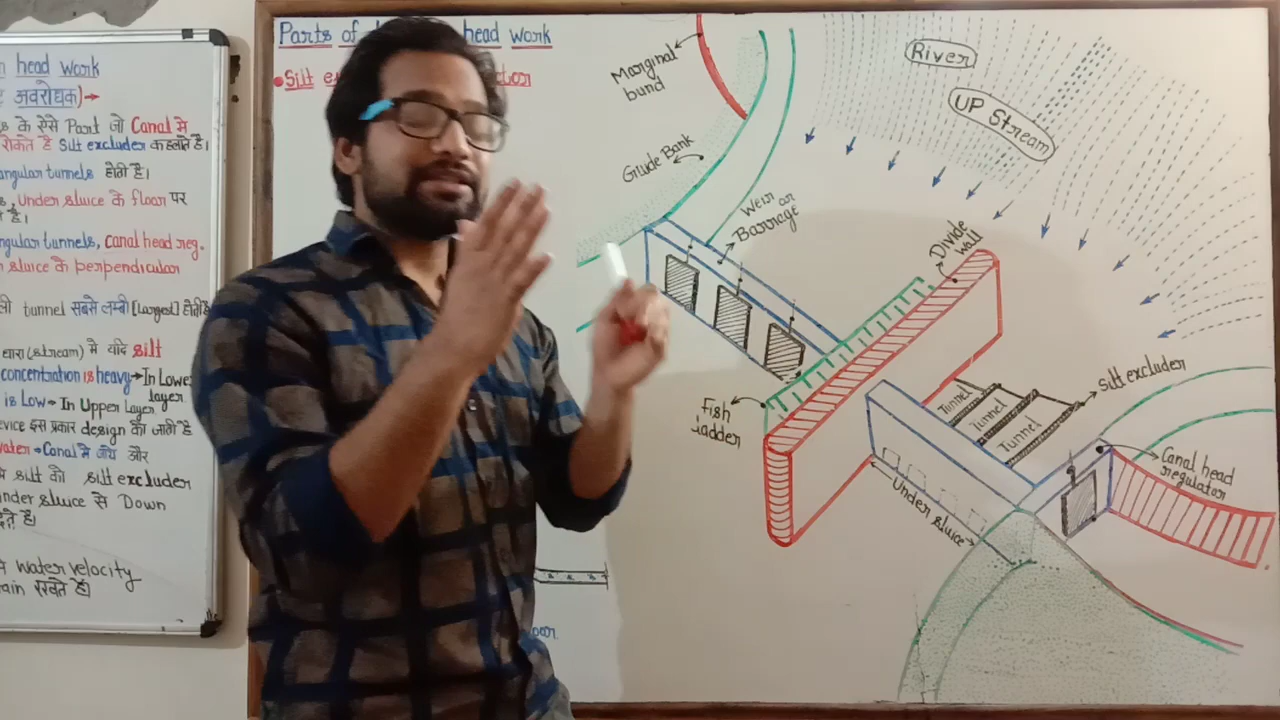 n head work
अवरोधक)→
s के ऐसे Part जो Canal मे
रोकते है Silt excluder कहलाते है।
angular tunnels होती है।
s, Under sluice के floor पर
ते है।
ngular tunnels, canal head reg.
sluice के perpendicular
ली tunnel सबसे लम्बी [Largest] होती है
धारा (stream) मे यदि silt
concentration is heavy→In Lower
layer
is Low→In Upper Layer
evice इस प्रकार design की जाती है
water→Canal मे जाये और
silt को silt excluder
nder sluice से Down
देते है।
मे water velocity
ain रखते है।
Parts of head work
•Silt
Marginal
bund
River
UP Stream
Guide Bank
Weir or
Barrage
Divide
wall
Fish
ladder
Silt excluder
Tunnel
Tunnel
Tunnel
Canal head
regulator
Under sluice